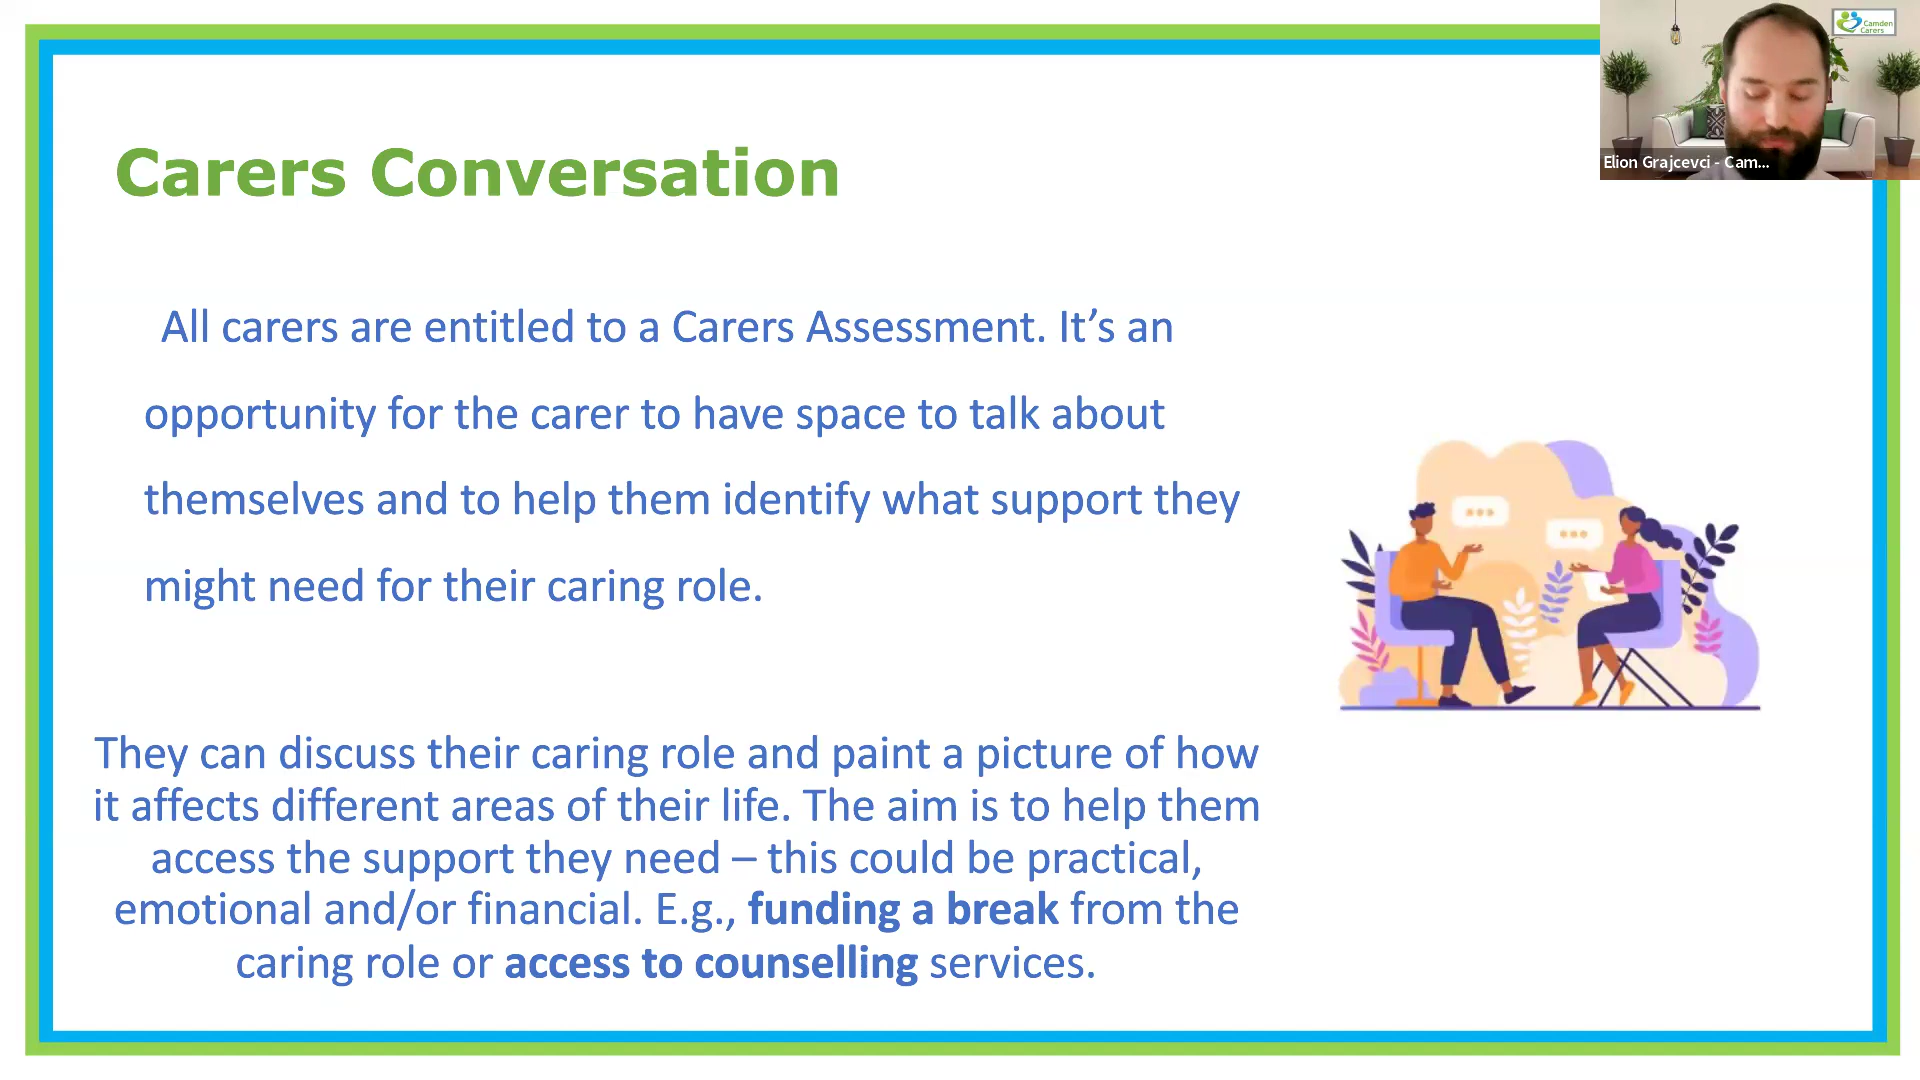 Camden
Carers
Elion Grajcevci - Cam...
Carers Conversation
All carers are entitled to a Carers Assessment. It’s an
opportunity for the carer to have space to talk about
themselves and to help them identify what support they
might need for their caring role.
They can discuss their caring role and paint a picture of how
it affects different areas of their life. The aim is to help them
access the support they need – this could be practical,
emotional and/or financial. E.g., funding a break from the
caring role or access to counselling services.